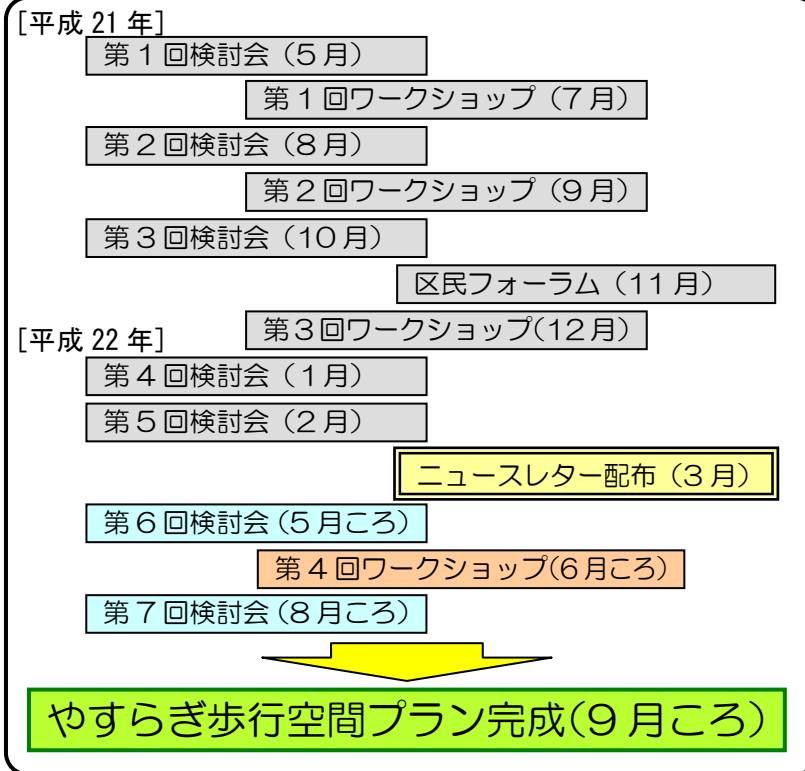 [平成 21 年]
第１回検討会（５月）
第１回ワークショップ（７月）
第２回検討会（８月）
第２回ワークショップ（９月）
第３回検討会（１０月）
区民フォーラム（１１月）
第３回ワークショップ(１２月)
[平成 22 年]
第４回検討会（１月）
第５回検討会（２月）
ニュースレター配布（３月）
第６回検討会(５月ころ)
第４回ワークショップ(６月ころ)
第７回検討会(８月ころ)
やすらぎ歩行空間プラン完成(９月ころ)